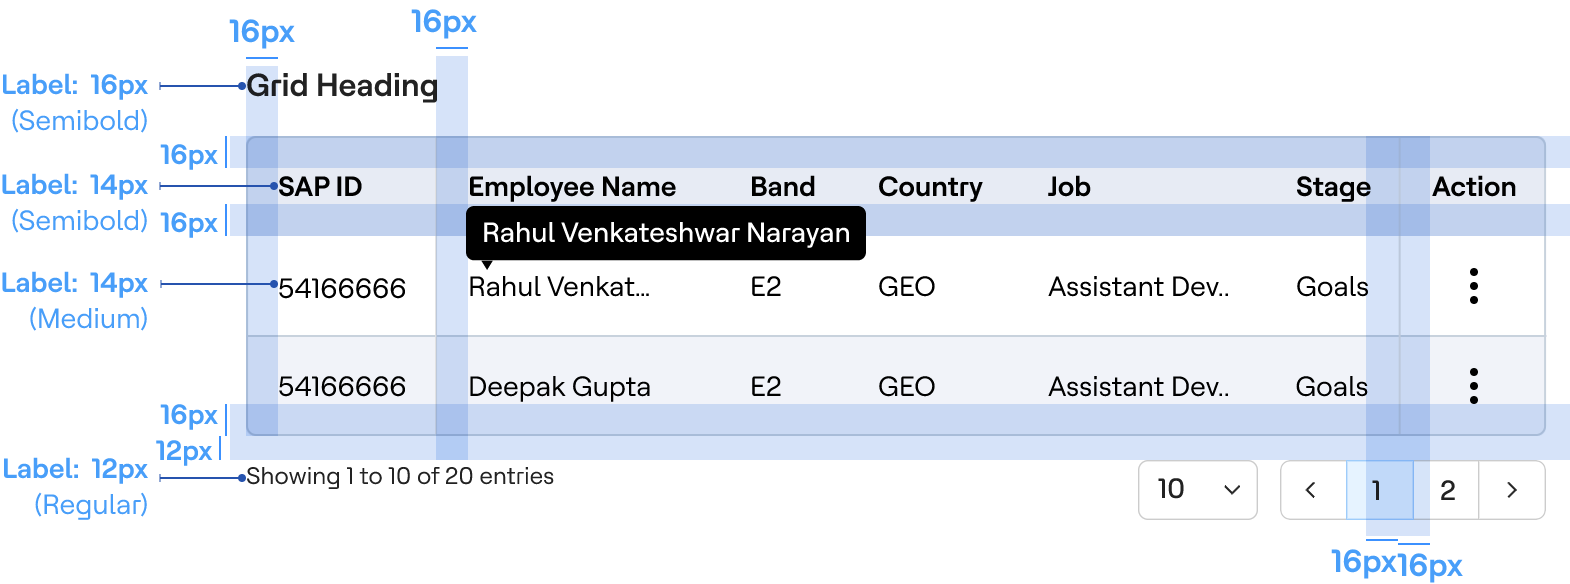 16px
16px
Label: 16px
(Semibold)
Grid Heading
16px
Label: 14px
(Semibold)
SAP ID Employee Name Band Country Job Stage Action
16px
Rahul Venkateshwar Narayan
Label: 14px
(Medium)
54166666 Rahul Venkat... E2 GEO Assistant Dev.. Goals
54166666 Deepak Gupta E2 GEO Assistant Dev.. Goals
16px
12px
Label: 12px
(Regular)
Showing 1 to 10 of 20 entries
10
1 2
16px 16px